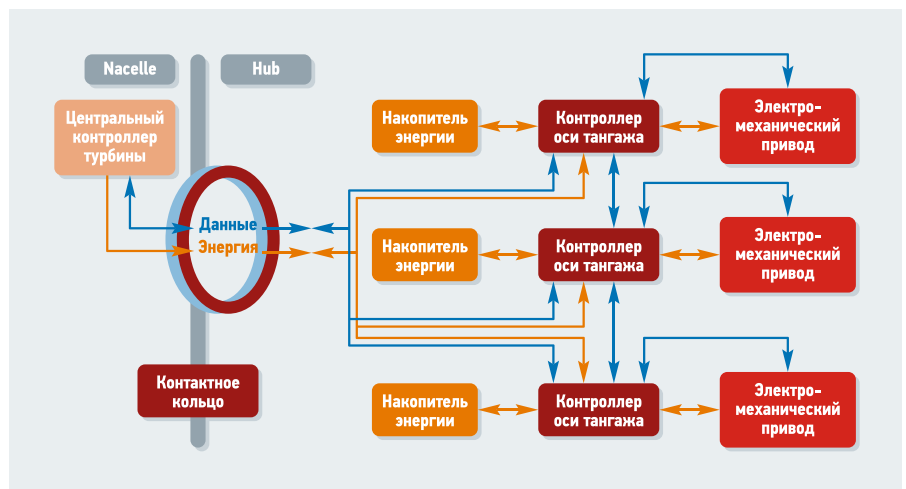 Nacelle
Hub
Центральный
контроллер
турбины
Данные
Энергия
Контактное
кольцо
Накопитель
энергии
Контроллер
оси тангажа
Электро-
механический
привод
Накопитель
энергии
Контроллер
оси тангажа
Электро-
механический
привод
Накопитель
энергии
Контроллер
оси тангажа
Электро-
механический
привод